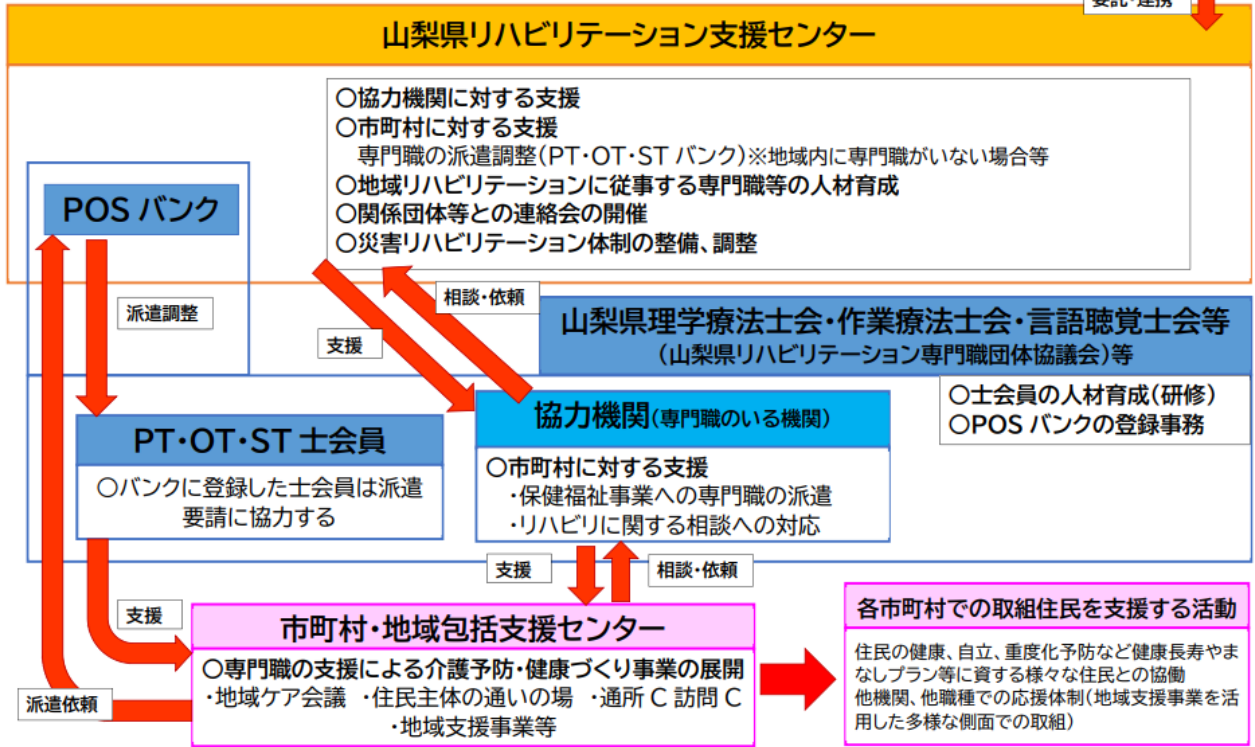 委託・連携
山梨県リハビリテーション支援センター
〇協力機関に対する支援
〇市町村に対する支援
専門職の派遣調整(PT・OT・ST バンク)※地域内に専門職がいない場合等
〇地域リハビリテーションに従事する専門職等の人材育成
〇関係団体等との連絡会の開催
〇災害リハビリテーション体制の整備、調整
POS バンク
派遣調整
相談・依頼
支援
山梨県理学療法士会・作業療法士会・言語聴覚士会等
(山梨県リハビリテーション専門職団体協議会)等
〇士会員の人材育成(研修)
〇POS バンクの登録事務
PT・OT・ST 士会員
〇バンクに登録した士会員は派遣
要請に協力する
協力機関(専門職のいる機関)
〇市町村に対する支援
・保健福祉事業への専門職の派遣
・リハビリに関する相談への対応
支援
相談・依頼
支援
派遣依頼
市町村・地域包括支援センター
〇専門職の支援による介護予防・健康づくり事業の展開
・地域ケア会議 ・住民主体の通いの場 ・通所 C 訪問 C
・地域支援事業等
各市町村での取組住民を支援する活動
住民の健康、自立、重度化予防など健康長寿やま
なしプラン等に資する様々な住民との協働
他機関、他職種での応援体制(地域支援事業を活
用した多様な側面での取組)